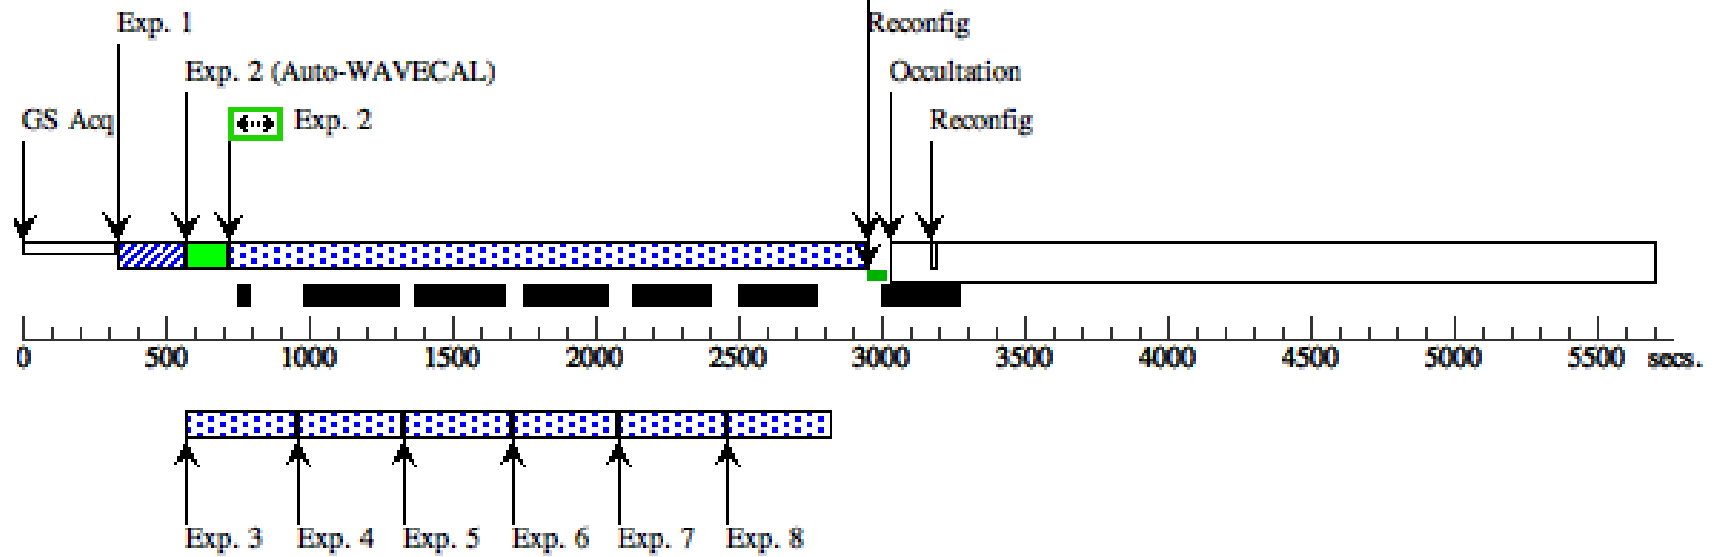 Exp. 1
Reconfig
Exp. 2 (Auto-WAVECAL)
Occultation
GS Acq
Exp. 2
Reconfig
0 500 1000 1500 2000 2500 3000 3500 4000 4500 5000 5500 secs.
Exp. 3 Exp. 4 Exp. 5 Exp. 6 Exp. 7 Exp. 8